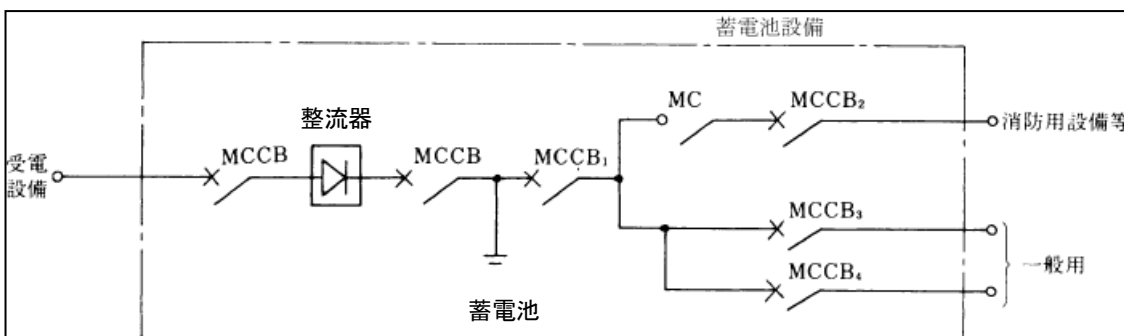 蓄電池設備
整流器
MC
MCCB₂
消防用設備等
受電
設備
MCCB
MCCB
MCCB₁
MCCB₃
一般用
MCCB₄
蓄電池